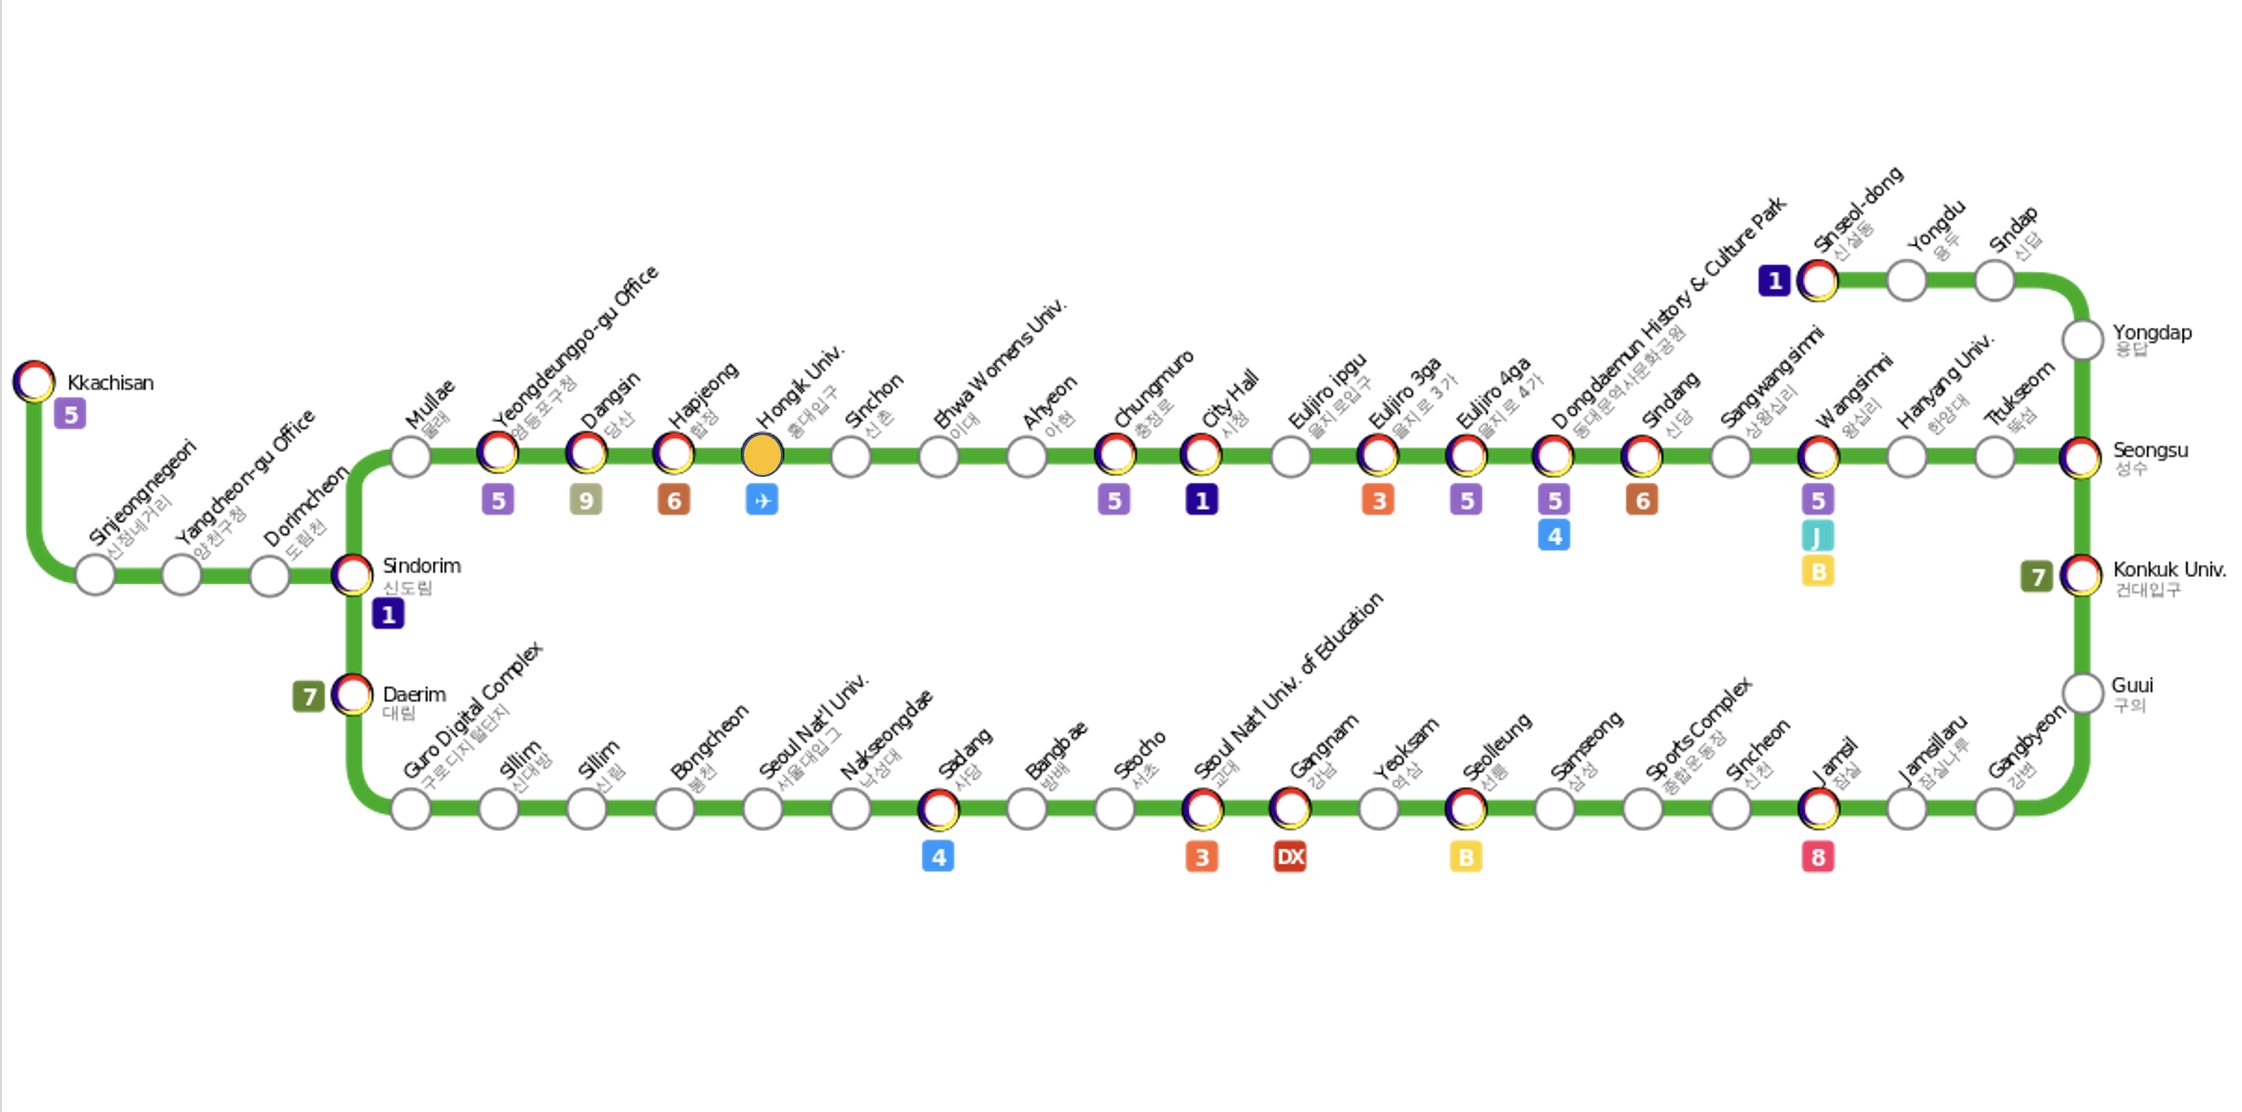 Kkachisan
5
Sinjeongnegeori
신정네거리
Yangcheon-gu Office
양천구청
Dorimcheon
도림천
Sindorim
신도림
1
7
Daerim
대림
Mullae
물래
Yeongdeungpo-gu Office
영등포구청
5
Dangsin
당산
9
Hapjeong
합정
6
Hongik Univ.
홍대입구
✈
Sinchon
신촌
Ehwa Womens Univ.
이대
Ahyeon
아현
Chungmuro
충정로
5
City Hall
시청
1
Euljiro ipgu
을지로입구
Euljiro 3ga
을지로 3가
3
Euljiro 4ga
을지로 4가
5
Dongdaemun History & Culture Park
동대문역사문화공원
5
4
Sindang
신당
6
Sangwangsimni
상왕십리
Wangsimni
왕십리
5
J
B
Hanyang Univ.
한양대
Ttukseom
뚝섬
1
Sinseol-dong
신설동
Yongdu
용두
Sindap
신답
Yongdap
용답
Seongsu
성수
7
Konkuk Univ.
건대입구
Guui
구의
Guro Digital Complex
구로디지털단지
Sillim
신대방
Sillim
신림
Bongcheon
봉천
Seoul Nat'l Univ.
서울대입구
Nakseongdae
낙성대
Sadang
사당
4
Bangbae
방배
Seocho
서초
Seoul Nat'l Univ. of Education
교대
3
Gangnam
강남
DX
Yeoksam
역삼
Seolleung
선릉
B
Samseong
삼성
Sports Complex
종합운동장
Sincheon
신천
Jamsil
잠실
8
Jamsillaru
잠실나루
Gangbyeon
강변